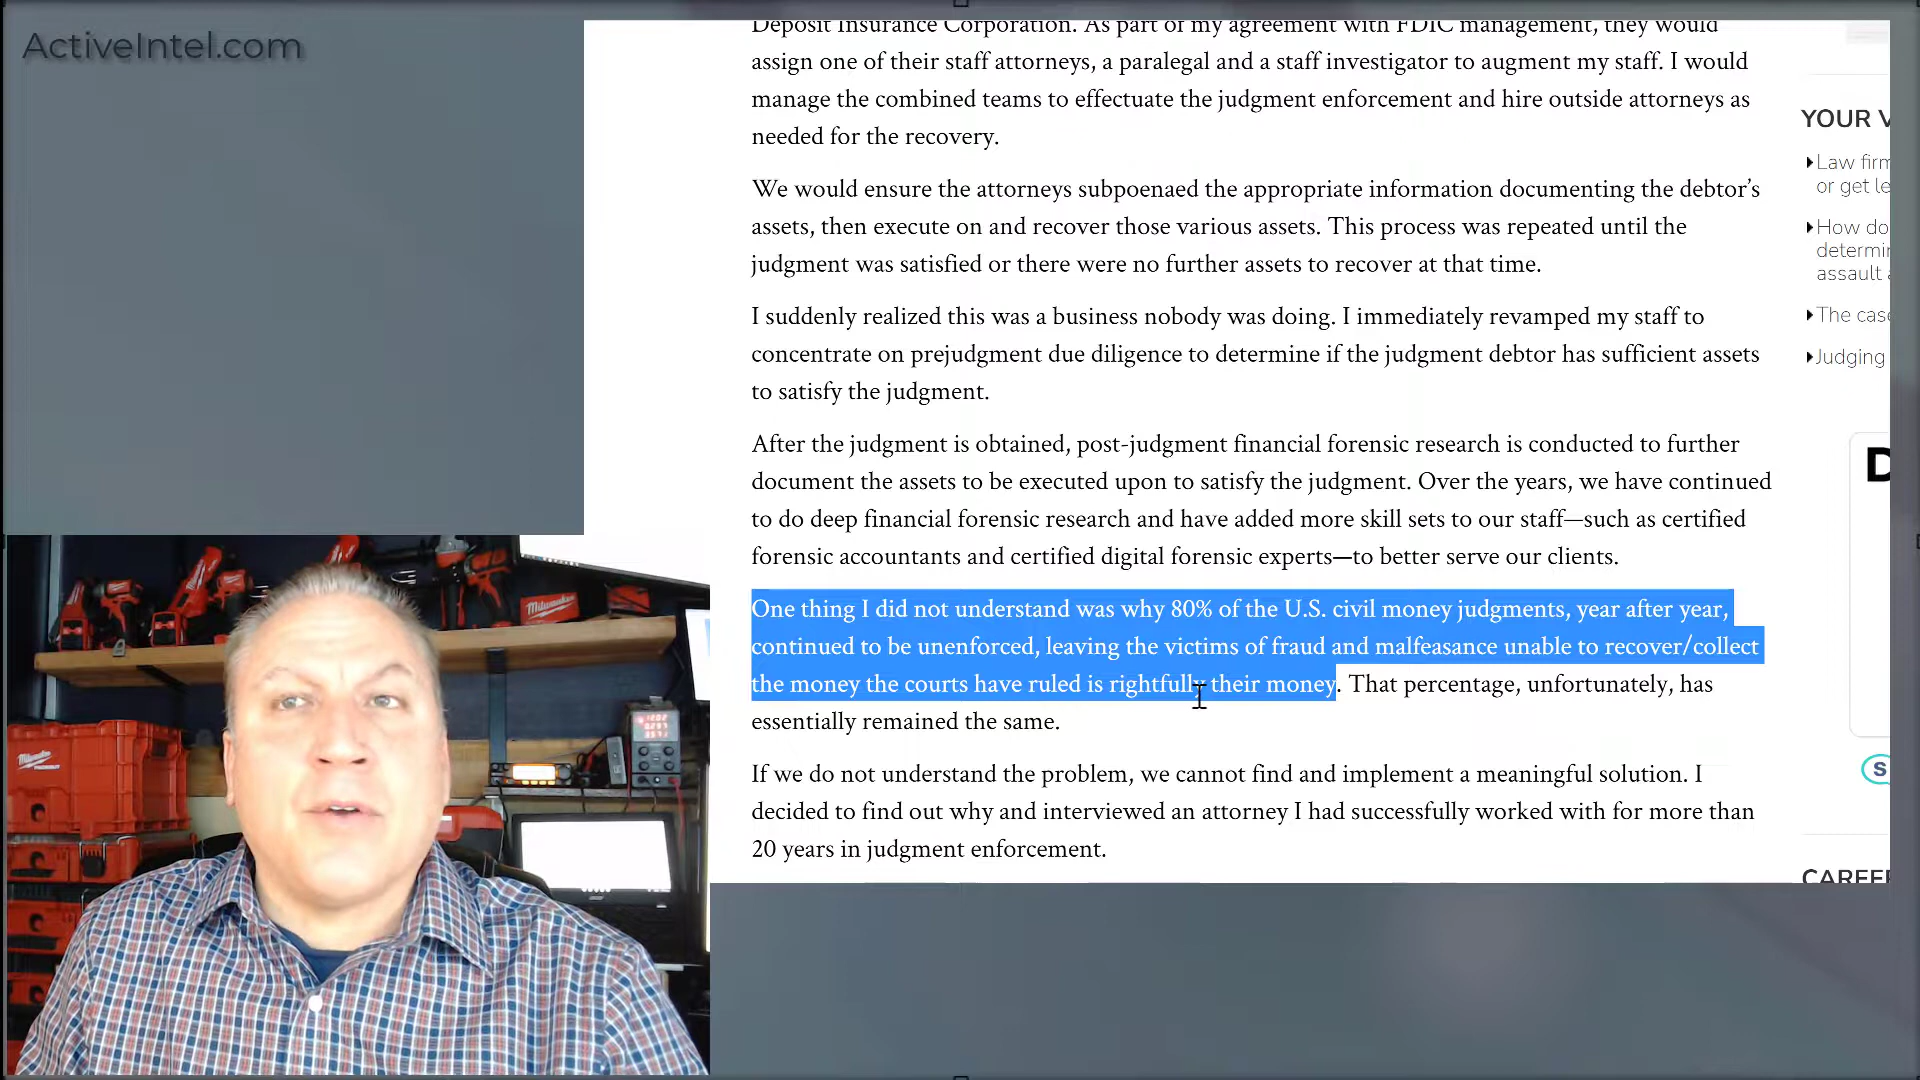 ActiveIntel.com
Deposit Insurance Corporation. As part of my agreement with FDIC management, they would
assign one of their staff attorneys, a paralegal and a staff investigator to augment my staff. I would
manage the combined teams to effectuate the judgment enforcement and hire outside attorneys as
needed for the recovery.
We would ensure the attorneys subpoenaed the appropriate information documenting the debtor’s
assets, then execute on and recover those various assets. This process was repeated until the
judgment was satisfied or there were no further assets to recover at that time.
I suddenly realized this was a business nobody was doing. I immediately revamped my staff to
concentrate on prejudgment due diligence to determine if the judgment debtor has sufficient assets
to satisfy the judgment.
After the judgment is obtained, post-judgment financial forensic research is conducted to further
document the assets to be executed upon to satisfy the judgment. Over the years, we have continued
to do deep financial forensic research and have added more skill sets to our staff—such as certified
forensic accountants and certified digital forensic experts—to better serve our clients.
One thing I did not understand was why 80% of the U.S. civil money judgments, year after year,
continued to be unenforced, leaving the victims of fraud and malfeasance unable to recover/collect
the money the courts have ruled is rightfully their money. That percentage, unfortunately, has
essentially remained the same.
If we do not understand the problem, we cannot find and implement a meaningful solution. I
decided to find out why and interviewed an attorney I had successfully worked with for more than
20 years in judgment enforcement.
YOUR V
Law firm
or get le
How do
determin
assault a
The case
Judging
D
S
CAREER
Milwaukee
Milwaukee